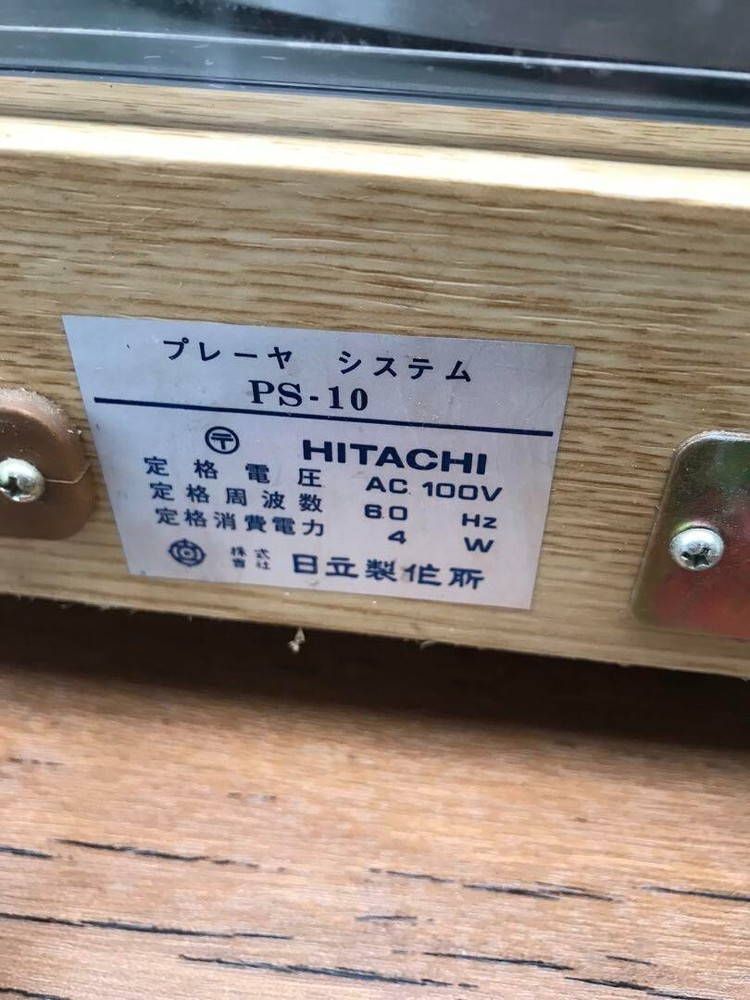 プレーヤ システム
PS-10
〒 HITACHI
定格電圧 AC 100V
定格周波数 60 Hz
定格消費電力 4 W
株式会社 日立製作所